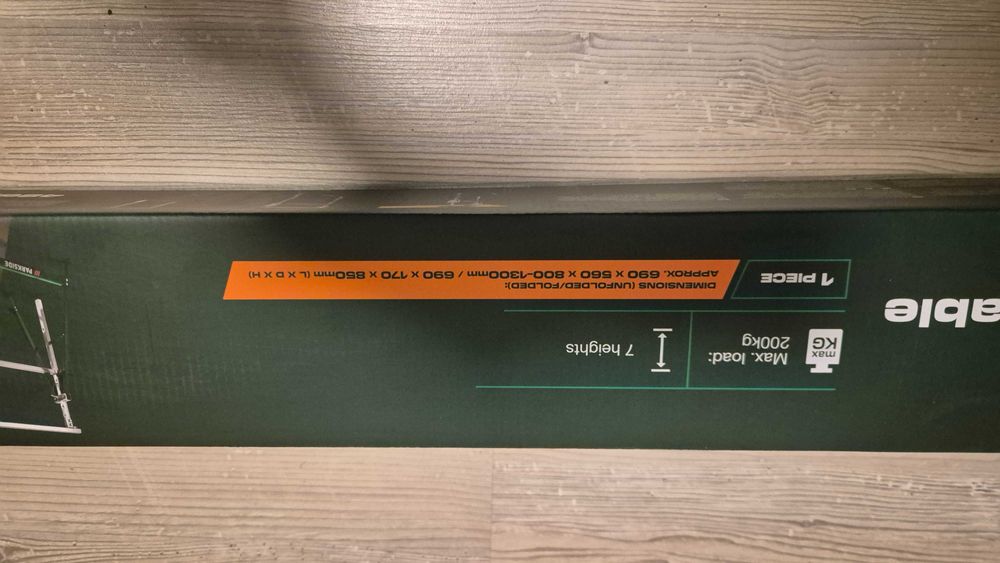 able
max
KG
Max. load:
200kg
7 heights
1 PIECE
DIMENSIONS (UNFOLDED/FOLDED):
APPROX. 690 x 560 x 800-1300mm / 690 x 170 x 850mm (L X D X H)
PARKSIDE